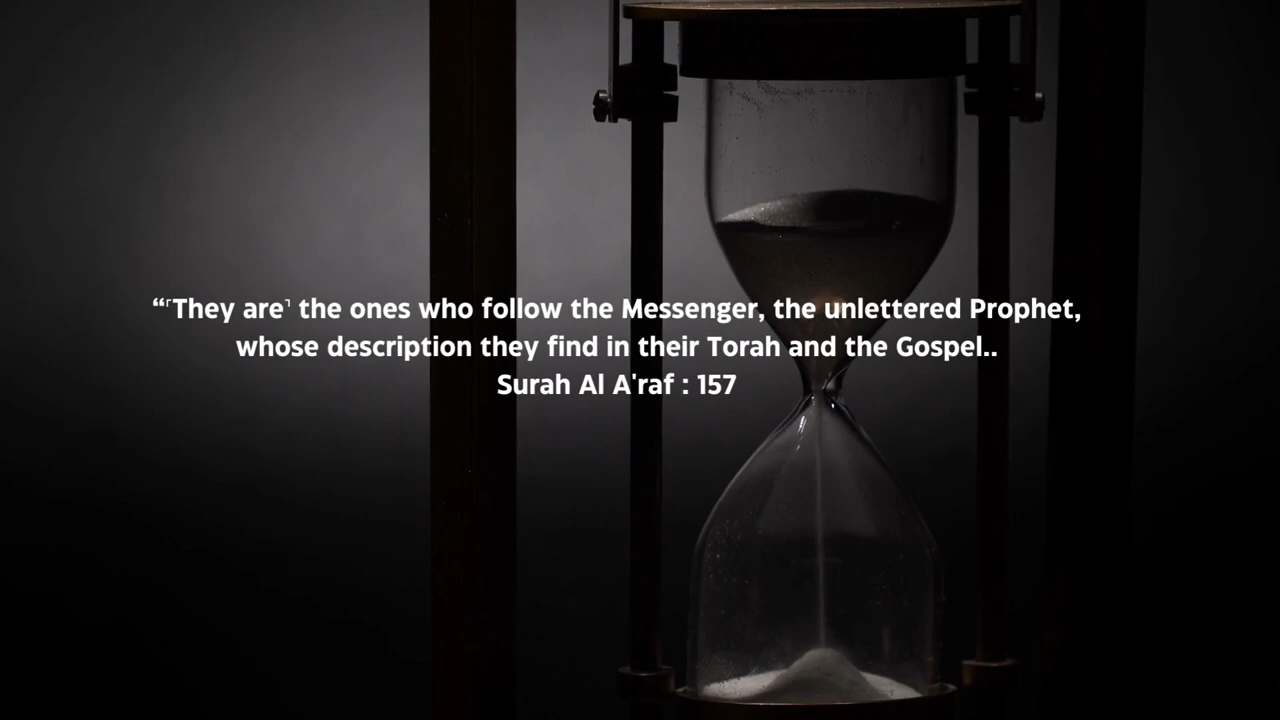 “⸢They are⸣ the ones who follow the Messenger, the unlettered Prophet,
whose description they find in their Torah and the Gospel..
Surah Al A'raf : 157